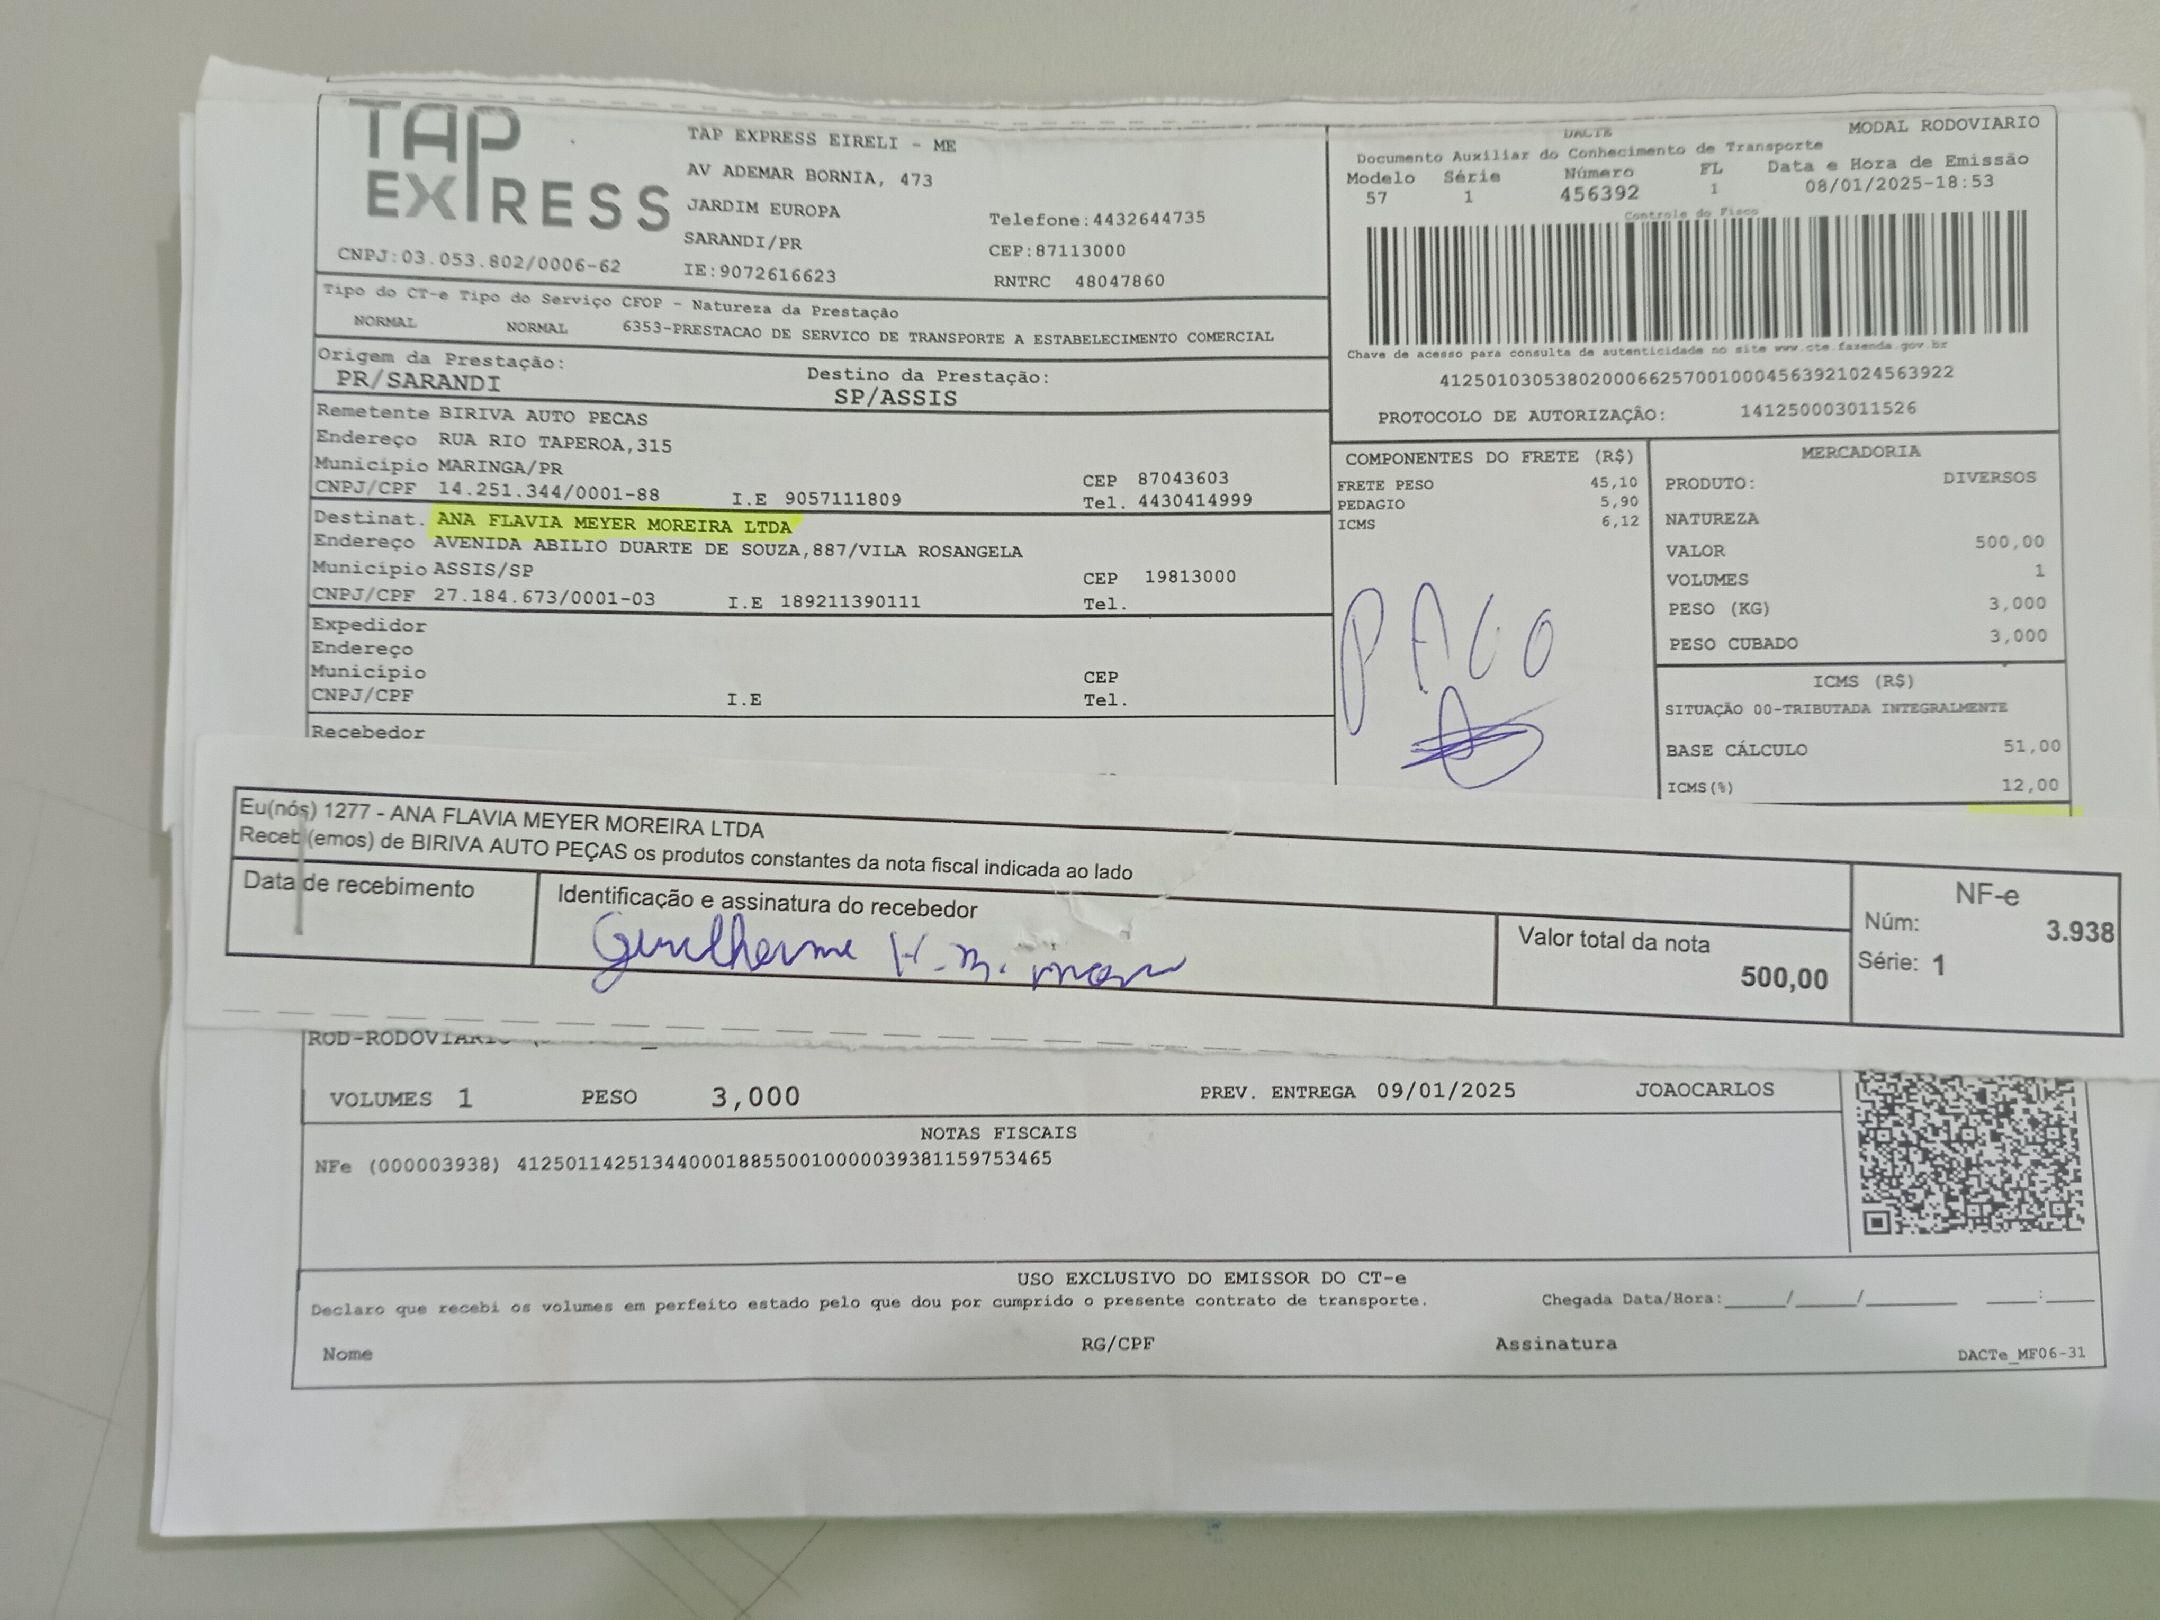 TAP
EXPRESS
CNPJ:03.053.802/0006-62
TAP EXPRESS EIRELI - ME
AV ADEMAR BORNIA, 473
JARDIM EUROPA
SARANDI/PR
IE:9072616623
Telefone:4432644735
CEP:87113000
RNTRC 48047860
DACTE
MODAL RODOVIARIO
Documento Auxiliar do Conhecimento de Transporte
Modelo Série Número FL Data e Hora de Emissão
57 1 456392 1 08/01/2025-18:53
Controle do Fisco
Chave de acesso para consulta de autenticidade no site www.cte.fazenda.gov.br
41250103053802000662570010004563921024563922
PROTOCOLO DE AUTORIZAÇÃO: 141250003011526
Tipo do CT-e Tipo do Serviço CFOP - Natureza da Prestação
NORMAL NORMAL 6353-PRESTACAO DE SERVICO DE TRANSPORTE A ESTABELECIMENTO COMERCIAL
Origem da Prestação: Destino da Prestação:
PR/SARANDI SP/ASSIS
Remetente BIRIVA AUTO PECAS
Endereço RUA RIO TAPEROA,315
Município MARINGA/PR CEP 87043603
CNPJ/CPF 14.251.344/0001-88 I.E 9057111809 Tel. 4430414999
Destinat. ANA FLAVIA MEYER MOREIRA LTDA
Endereço AVENIDA ABILIO DUARTE DE SOUZA,887/VILA ROSANGELA
Município ASSIS/SP CEP 19813000
CNPJ/CPF 27.184.673/0001-03 I.E 189211390111 Tel.
Expedidor
Endereço
Município CEP
CNPJ/CPF I.E Tel.
Recebedor
COMPONENTES DO FRETE (R$)
FRETE PESO 45,10
PEDAGIO 5,90
ICMS 6,12
PAGO
MERCADORIA
PRODUTO: DIVERSOS
NATUREZA
VALOR 500,00
VOLUMES 1
PESO (KG) 3,000
PESO CUBADO 3,000
ICMS (R$)
SITUAÇÃO 00-TRIBUTADA INTEGRALMENTE
BASE CÁLCULO 51,00
ICMS(%) 12,00
Eu(nós) 1277 - ANA FLAVIA MEYER MOREIRA LTDA
Receb(emos) de BIRIVA AUTO PEÇAS os produtos constantes da nota fiscal indicada ao lado
Data de recebimento
Identificação e assinatura do recebedor
Guilherme H. M.
Valor total da nota
500,00
NF-e
Núm: 3.938
Série: 1
ROD-RODOVIARIO
VOLUMES 1 PESO 3,000 PREV. ENTREGA 09/01/2025 JOAOCARLOS
NOTAS FISCAIS
NFe (000003938) 41250114251344000188550010000039381159753465
USO EXCLUSIVO DO EMISSOR DO CT-e
Declaro que recebi os volumes em perfeito estado pelo que dou por cumprido o presente contrato de transporte. Chegada Data/Hora:_____/_____/________ ____:____
Nome RG/CPF Assinatura
DACTe_MF06-31